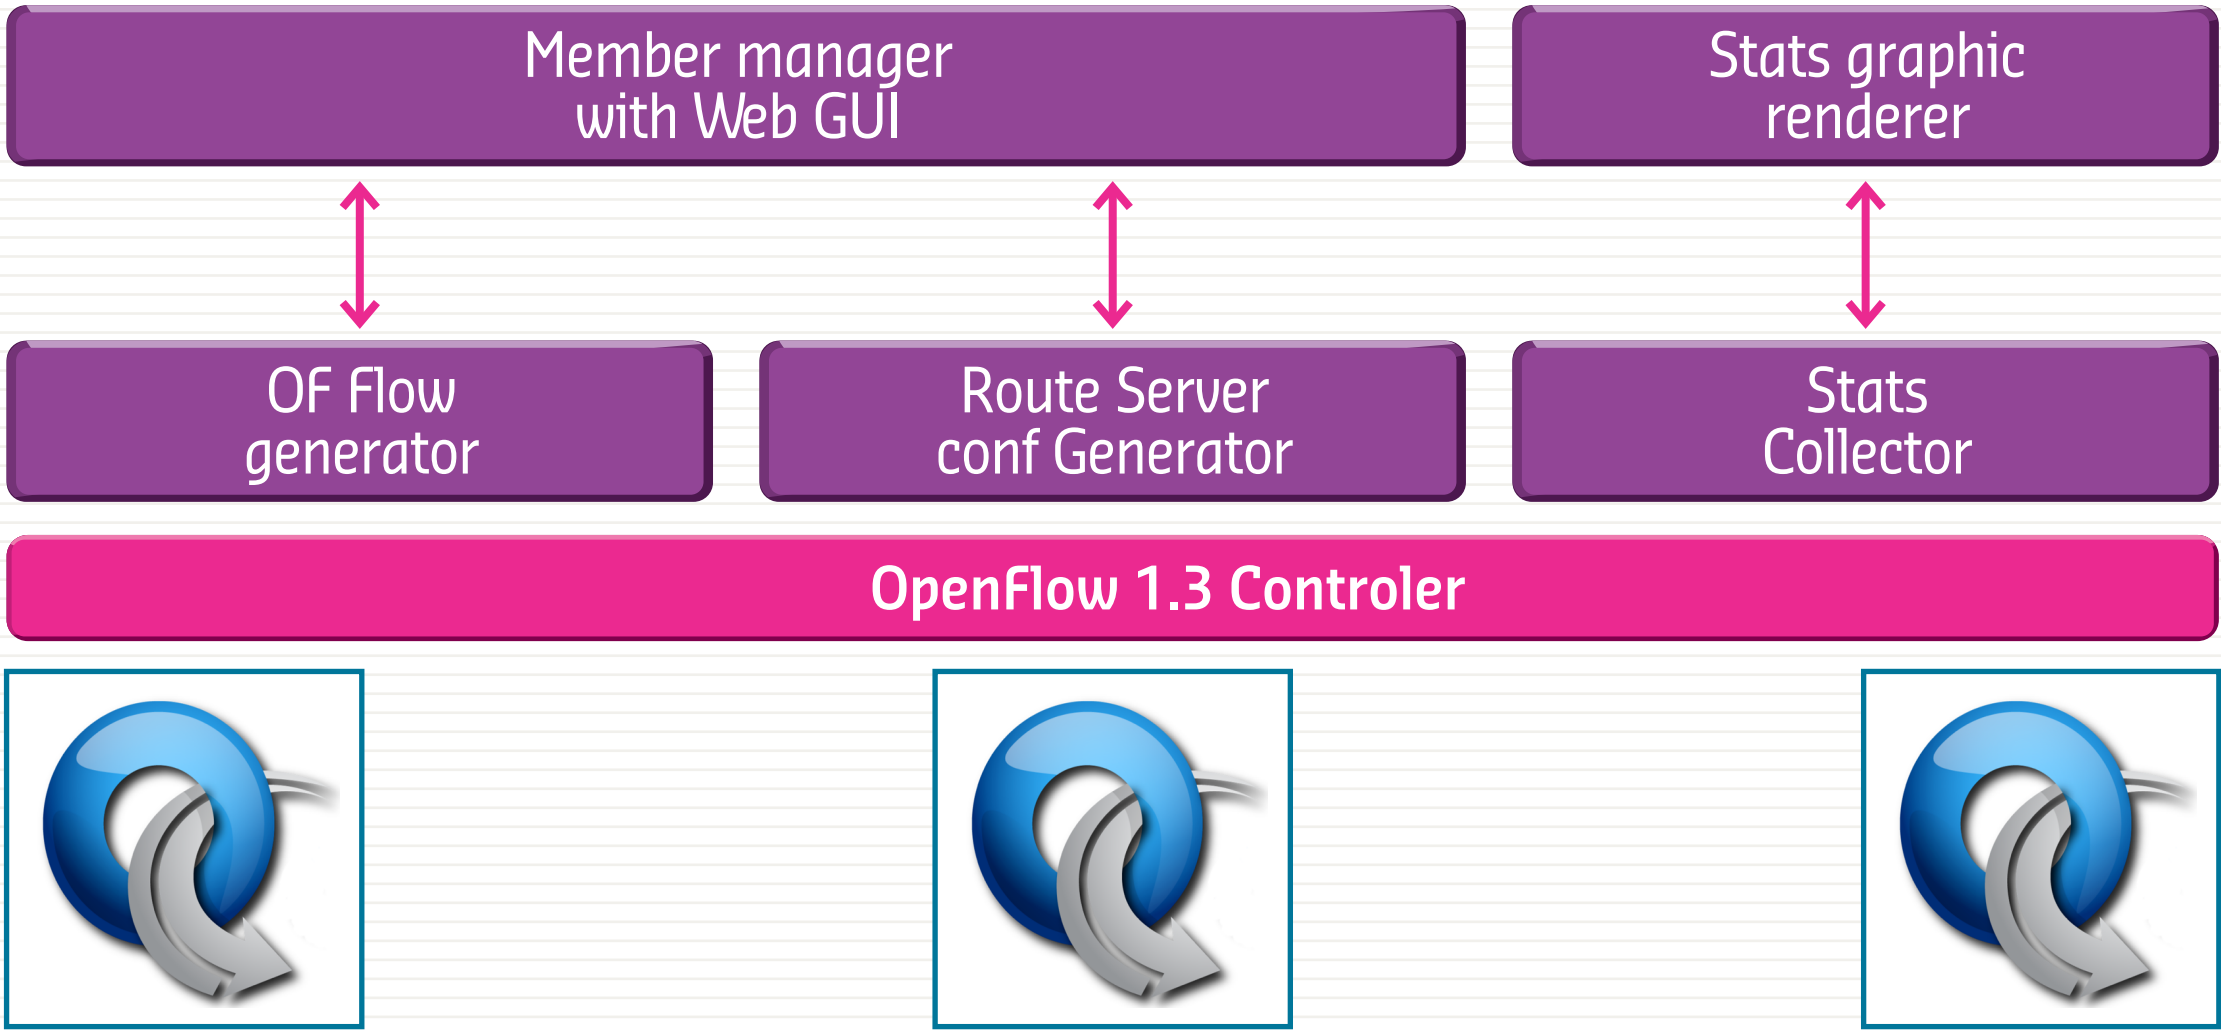 Member manager
with Web GUI
Stats graphic
renderer
OF Flow
generator
Route Server
conf Generator
Stats
Collector
OpenFlow 1.3 Controler